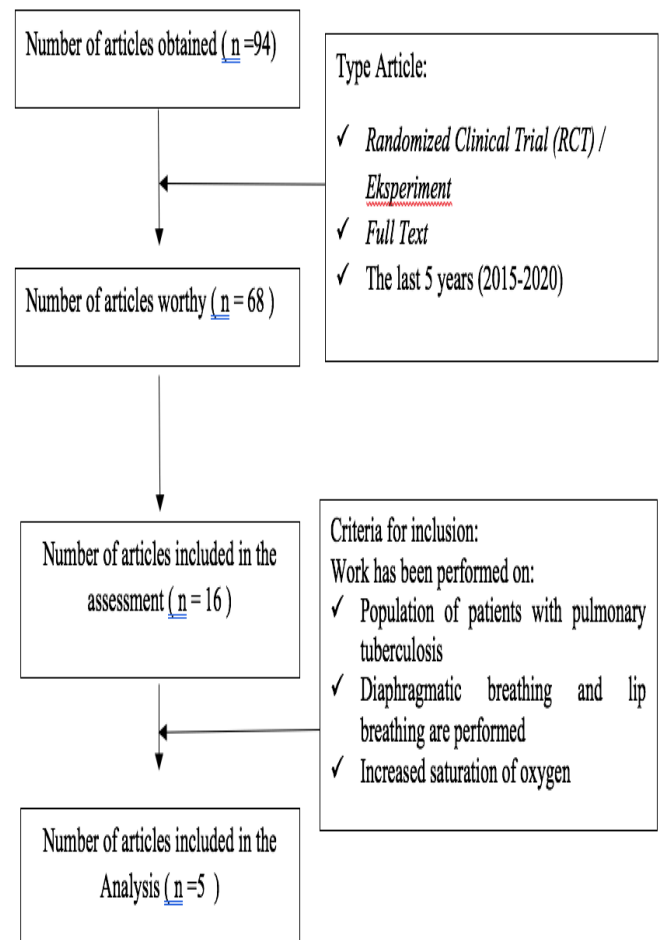 Number of articles obtained ( n =94)
Type Article:
✓ Randomized Clinical Trial (RCT) /
Eksperiment
✓ Full Text
✓ The last 5 years (2015-2020)
Number of articles worthy ( n = 68 )
Number of articles included in the
assessment ( n = 16 )
Criteria for inclusion:
Work has been performed on:
✓ Population of patients with pulmonary
tuberculosis
✓ Diaphragmatic breathing and lip
breathing are performed
✓ Increased saturation of oxygen
Number of articles included in the
Analysis ( n =5 )